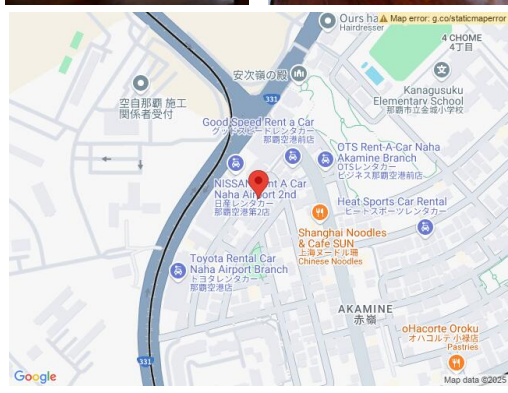 Ours ha
Hairdresser
Map error: g.co/staticmaperror
4 CHOME
4丁目
安次嶺の殿
331
空自那覇 施工
関係者受付
Kanagusuku
Elementary School
那覇市立金城小学校
Good Speed Rent a Car
グッドスピードレンタカー
那覇空港前店
OTS Rent-A-Car Naha
Akamine Branch
OTSレンタカー
ビジネス那覇空港前店
NISSAN Rent A Car
Naha Airport 2nd
日産レンタカー
那覇空港第2店
Heat Sports Car Rental
ヒートスポーツレンタカー
Shanghai Noodles
& Cafe SUN
上海ヌードル珊
Chinese Noodles
Toyota Rental Car
Naha Airport Branch
トヨタレンタカー
那覇空港店
AKAMINE
赤嶺
oHacorte Oroku
オハコルテ 小禄店
Pastries
331
Google
Map data ©2025